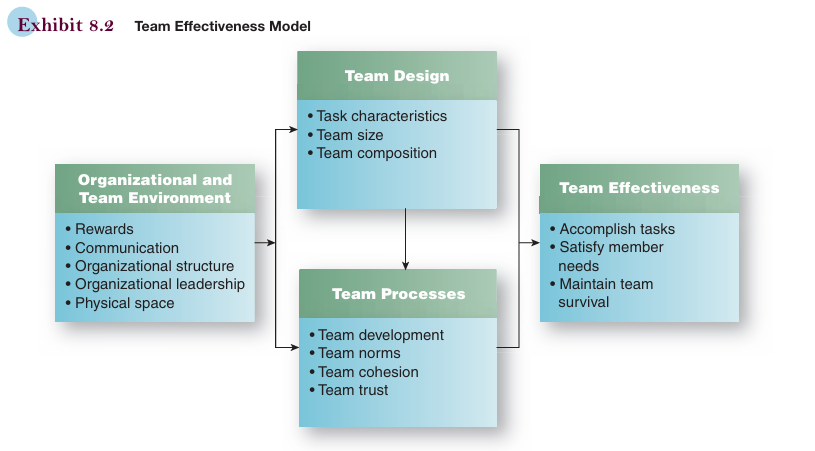 Exhibit 8.2 Team Effectiveness Model
Team Design
• Task characteristics
• Team size
• Team composition
Organizational and
Team Environment
• Rewards
• Communication
• Organizational structure
• Organizational leadership
• Physical space
Team Processes
• Team development
• Team norms
• Team cohesion
• Team trust
Team Effectiveness
• Accomplish tasks
• Satisfy member
needs
• Maintain team
survival